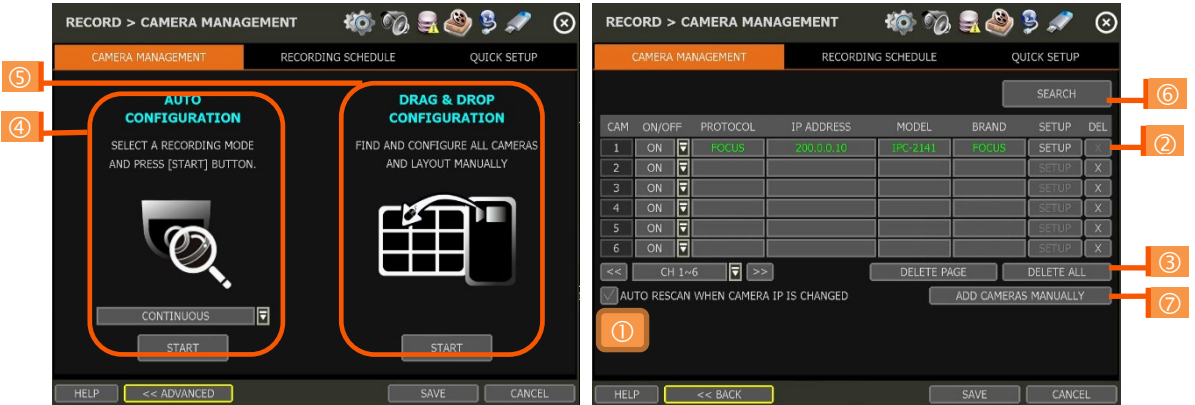 RECORD > CAMERA MANAGEMENT
CAMERA MANAGEMENT RECORDING SCHEDULE QUICK SETUP
⑤
④
AUTO
CONFIGURATION
SELECT A RECORDING MODE
AND PRESS [START] BUTTON.
CONTINUOUS
START
DRAG & DROP
CONFIGURATION
FIND AND CONFIGURE ALL CAMERAS
AND LAYOUT MANUALLY
START
HELP << ADVANCED SAVE CANCEL
RECORD > CAMERA MANAGEMENT
CAMERA MANAGEMENT RECORDING SCHEDULE QUICK SETUP
SEARCH ⑥
CAM ON/OFF PROTOCOL IP ADDRESS MODEL BRAND SETUP DEL
1 ON FOCUS 200.0.0.10 IPC-2141 FOCUS SETUP X ②
2 ON SETUP X
3 ON SETUP X
4 ON SETUP X
5 ON SETUP X
6 ON SETUP X
<< CH 1~6 >> DELETE PAGE DELETE ALL ③
AUTO RESCAN WHEN CAMERA IP IS CHANGED ADD CAMERAS MANUALLY ⑦
①
HELP << BACK SAVE CANCEL